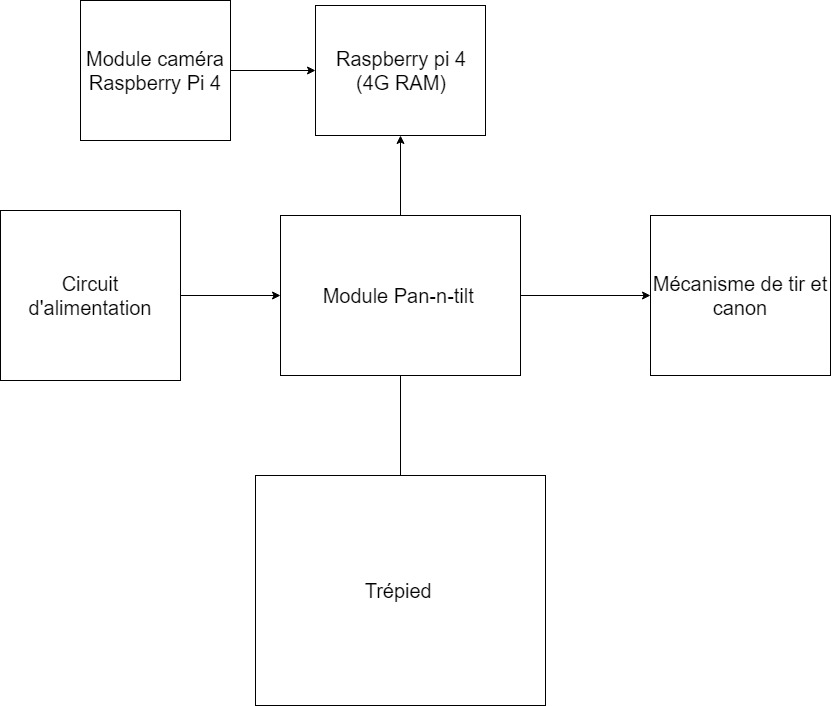 Module caméra
Raspberry Pi 4
Raspberry pi 4
(4G RAM)
Circuit
d'alimentation
Module Pan-n-tilt
Mécanisme de tir et
canon
Trépied